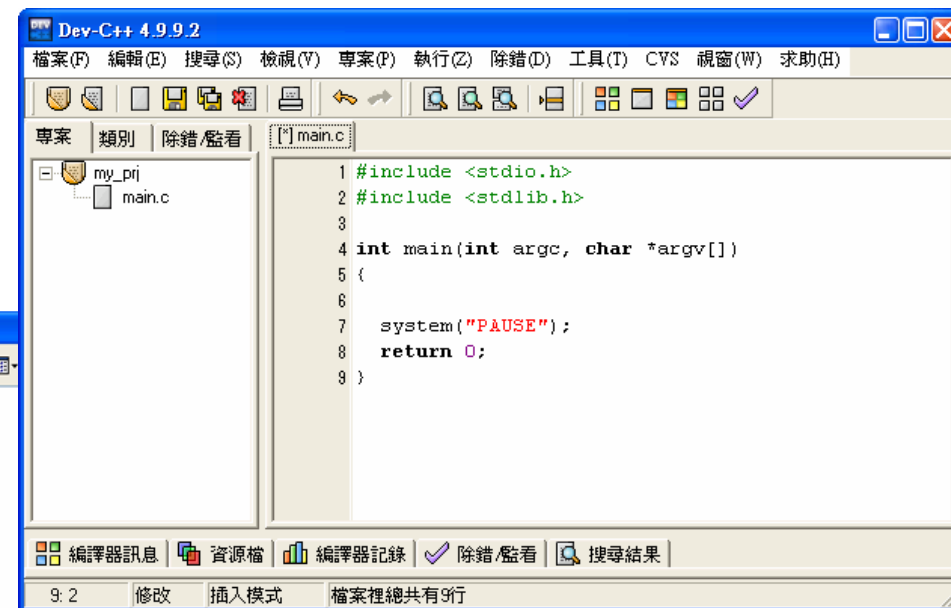 Dev-C++ 4.9.9.2
檔案(F) 編輯(E) 搜尋(S) 檢視(V) 專案(P) 執行(Z) 除錯(D) 工具(T) CVS 視窗(W) 求助(H)
專案 類別 除錯/監看 [*] main.c
my_prj
main.c
1 #include <stdio.h>
2 #include <stdlib.h>
3
4 int main(int argc, char *argv[])
5 {
6
7 system("PAUSE");
8 return 0;
9 }
編譯器訊息 資源檔 編譯器記錄 除錯/監看 搜尋結果
9: 2 修改 插入模式 檔案裡總共有9行